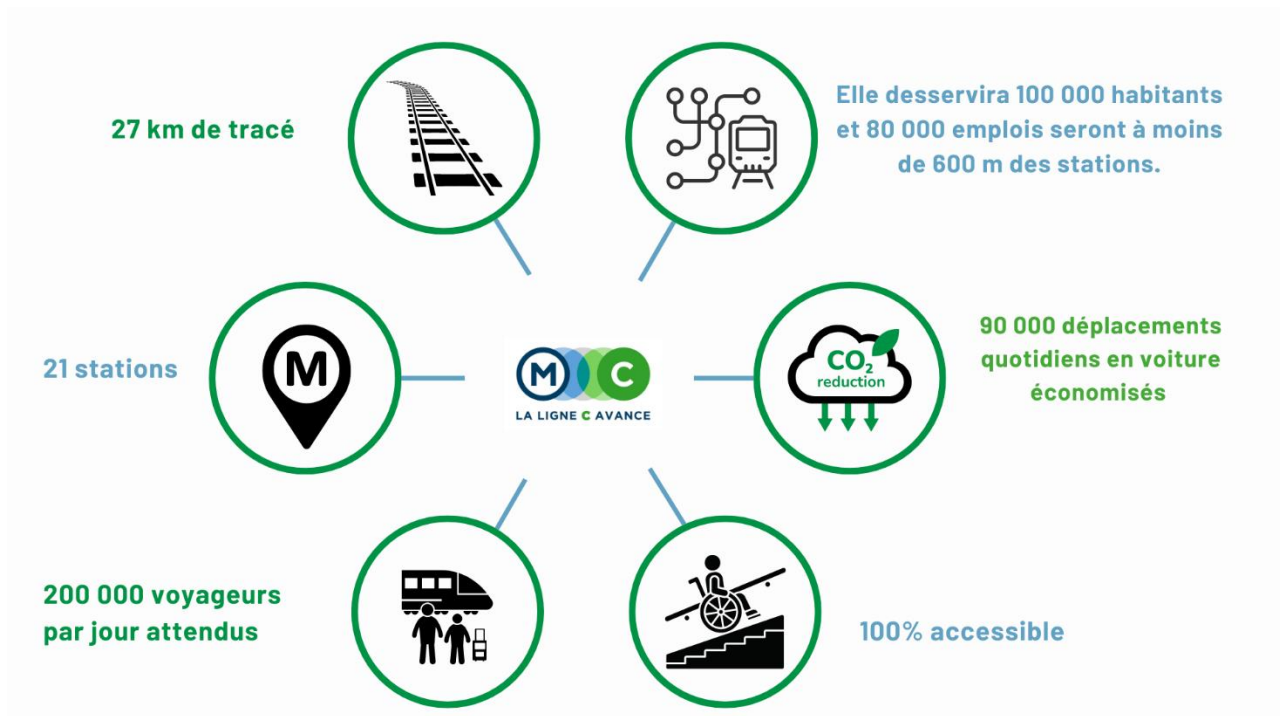 27 km de tracé
Elle desservira 100 000 habitants
et 80 000 emplois seront à moins
de 600 m des stations.
21 stations
M
M C
LA LIGNE C AVANCE
CO₂
reduction
90 000 déplacements
quotidiens en voiture
économisés
200 000 voyageurs
par jour attendus
100% accessible